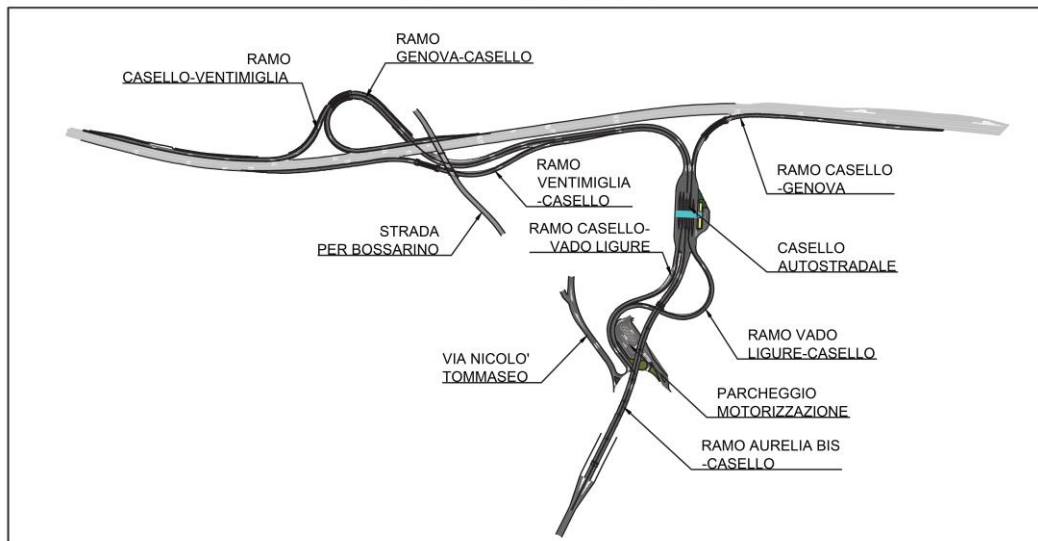 RAMO
GENOVA-CASELLO
RAMO
CASELLO-VENTIMIGLIA
RAMO
VENTIMIGLIA
-CASELLO
RAMO CASELLO
-GENOVA
STRADA
PER BOSSARINO
RAMO CASELLO-
VADO LIGURE
CASELLO
AUTOSTRADALE
VIA NICOLO'
TOMMASEO
RAMO VADO
LIGURE-CASELLO
PARCHEGGIO
MOTORIZZAZIONE
RAMO AURELIA BIS
-CASELLO